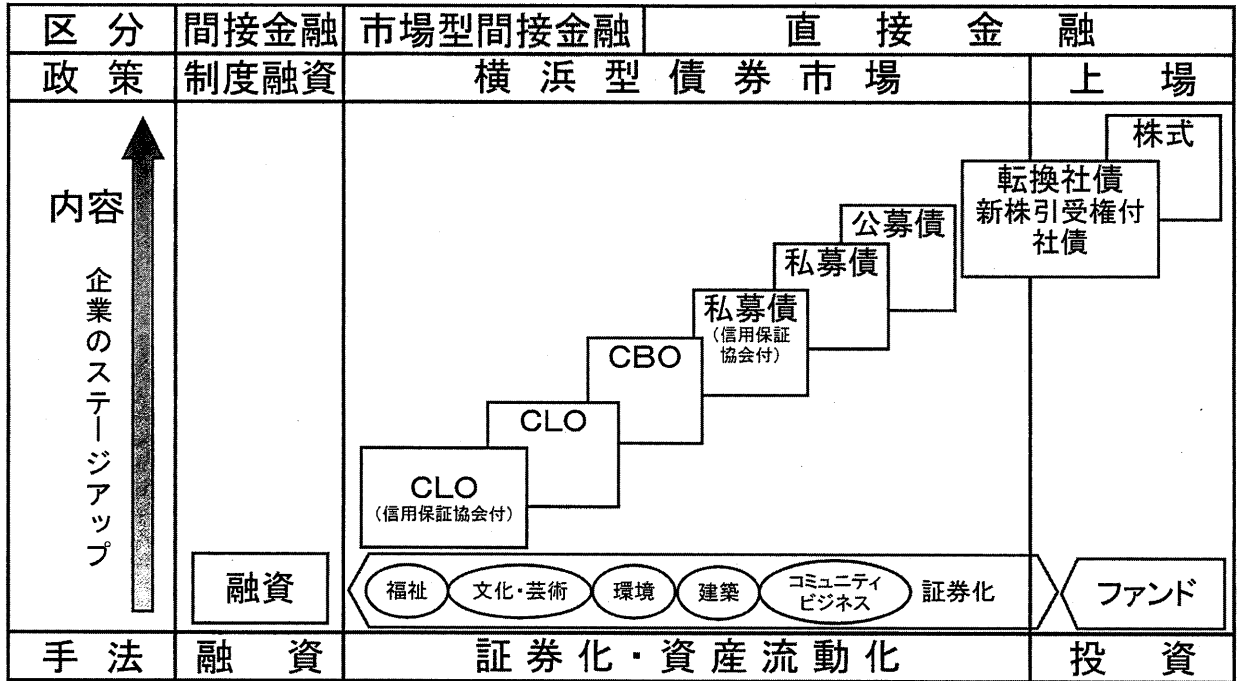 区分 間接金融 市場型間接金融 直接金融
政策 制度融資 横浜型債券市場 上場
内容
企業のステージアップ
株式
転換社債
新株引受権付
社債
公募債
私募債
私募債
(信用保証
協会付)
CBO
CLO
CLO
(信用保証協会付)
融資
福祉 文化・芸術 環境 建築 コミュニティ
ビジネス 証券化
ファンド
手法 融資 証券化・資産流動化 投資